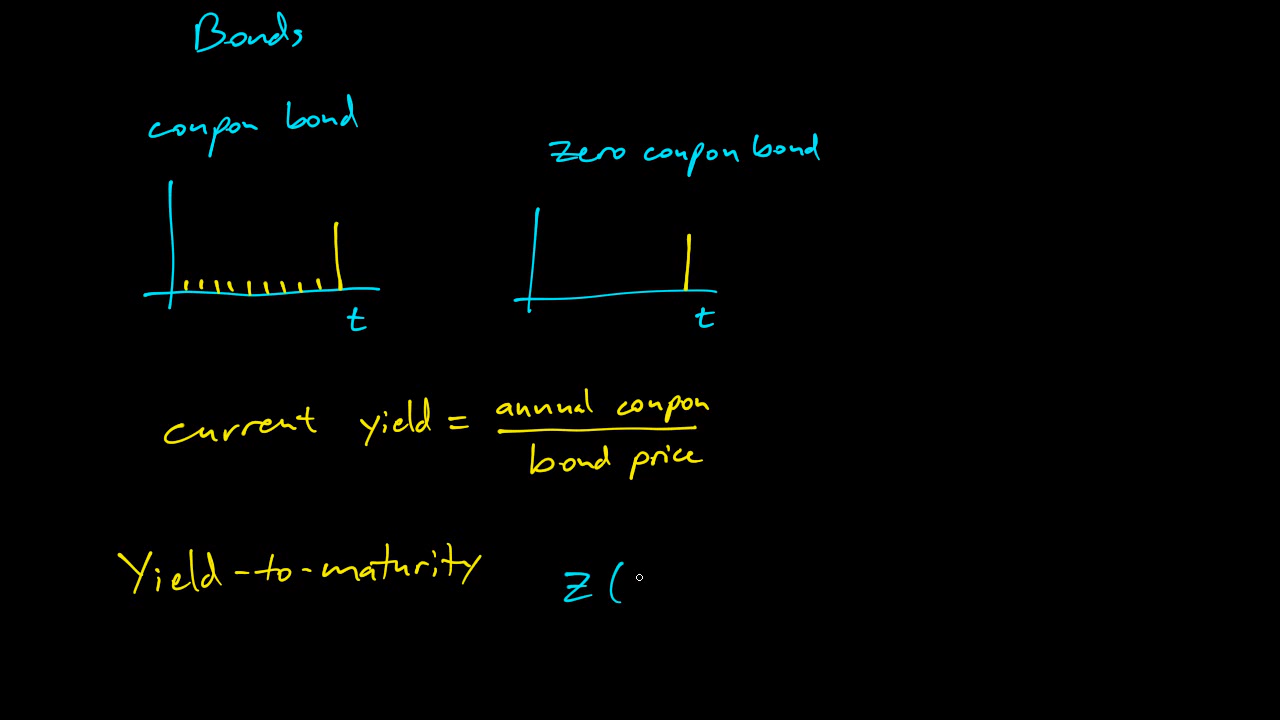 Bonds
coupon bond
zero coupon bond
t
t
current yield = annual coupon
bond price
Yield-to-maturity Z (